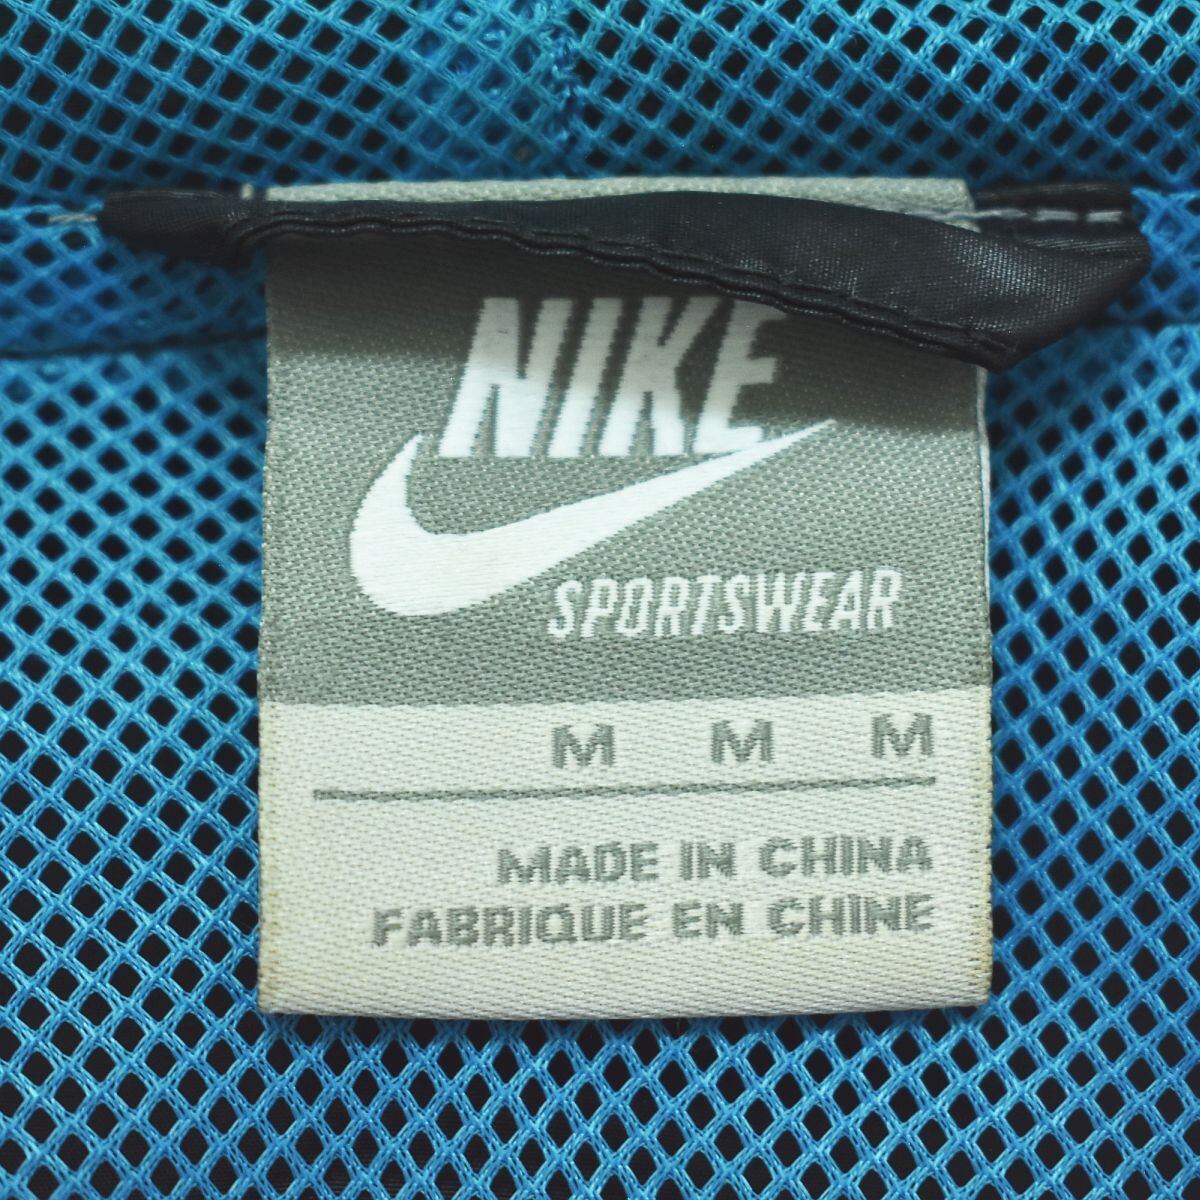 NIKE
SPORTSWEAR
M M M
MADE IN CHINA
FABRIQUE EN CHINE